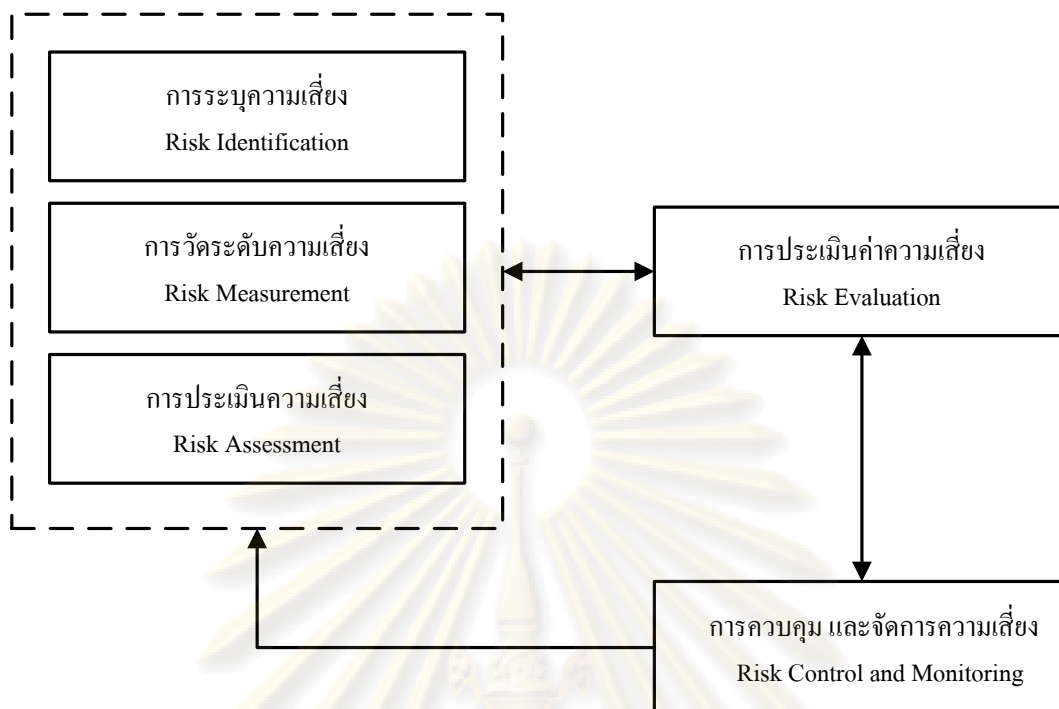 การระบุความเสี่ยง
Risk Identification
การวัดระดับความเสี่ยง
Risk Measurement
การประเมินความเสี่ยง
Risk Assessment
การประเมินค่าความเสี่ยง
Risk Evaluation
การควบคุม และจัดการความเสี่ยง
Risk Control and Monitoring